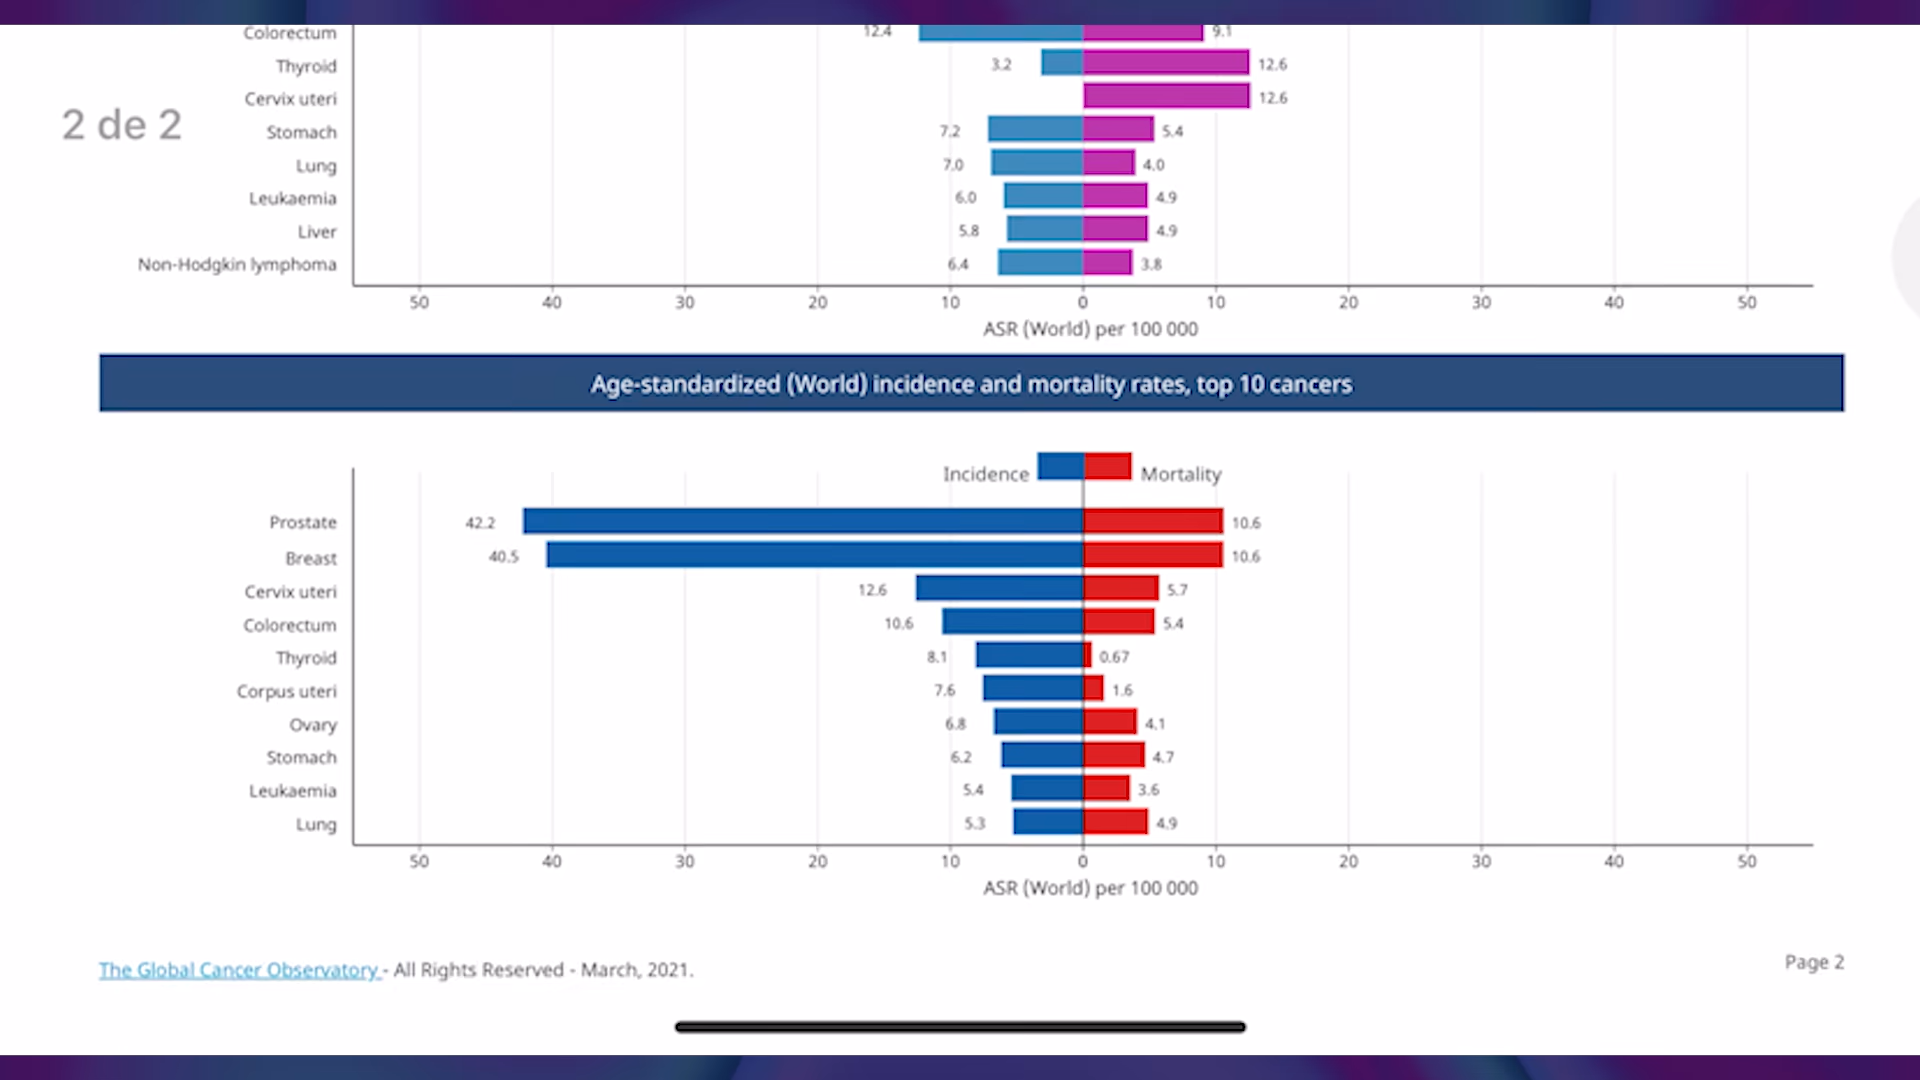 Colorectum 12.4 9.1
Thyroid 3.2 12.6
Cervix uteri 12.6
2 de 2
Stomach 7.2 5.4
Lung 7.0 4.0
Leukaemia 6.0 4.9
Liver 5.8 4.9
Non-Hodgkin lymphoma 6.4 3.8
50 40 30 20 10 0 10 20 30 40 50
ASR (World) per 100 000
Age-standardized (World) incidence and mortality rates, top 10 cancers
Incidence Mortality
Prostate 42.2 10.6
Breast 40.5 10.6
Cervix uteri 12.6 5.7
Colorectum 10.6 5.4
Thyroid 8.1 0.67
Corpus uteri 7.6 1.6
Ovary 6.8 4.1
Stomach 6.2 4.7
Leukaemia 5.4 3.6
Lung 5.3 4.9
50 40 30 20 10 0 10 20 30 40 50
ASR (World) per 100 000
The Global Cancer Observatory - All Rights Reserved - March, 2021.
Page 2